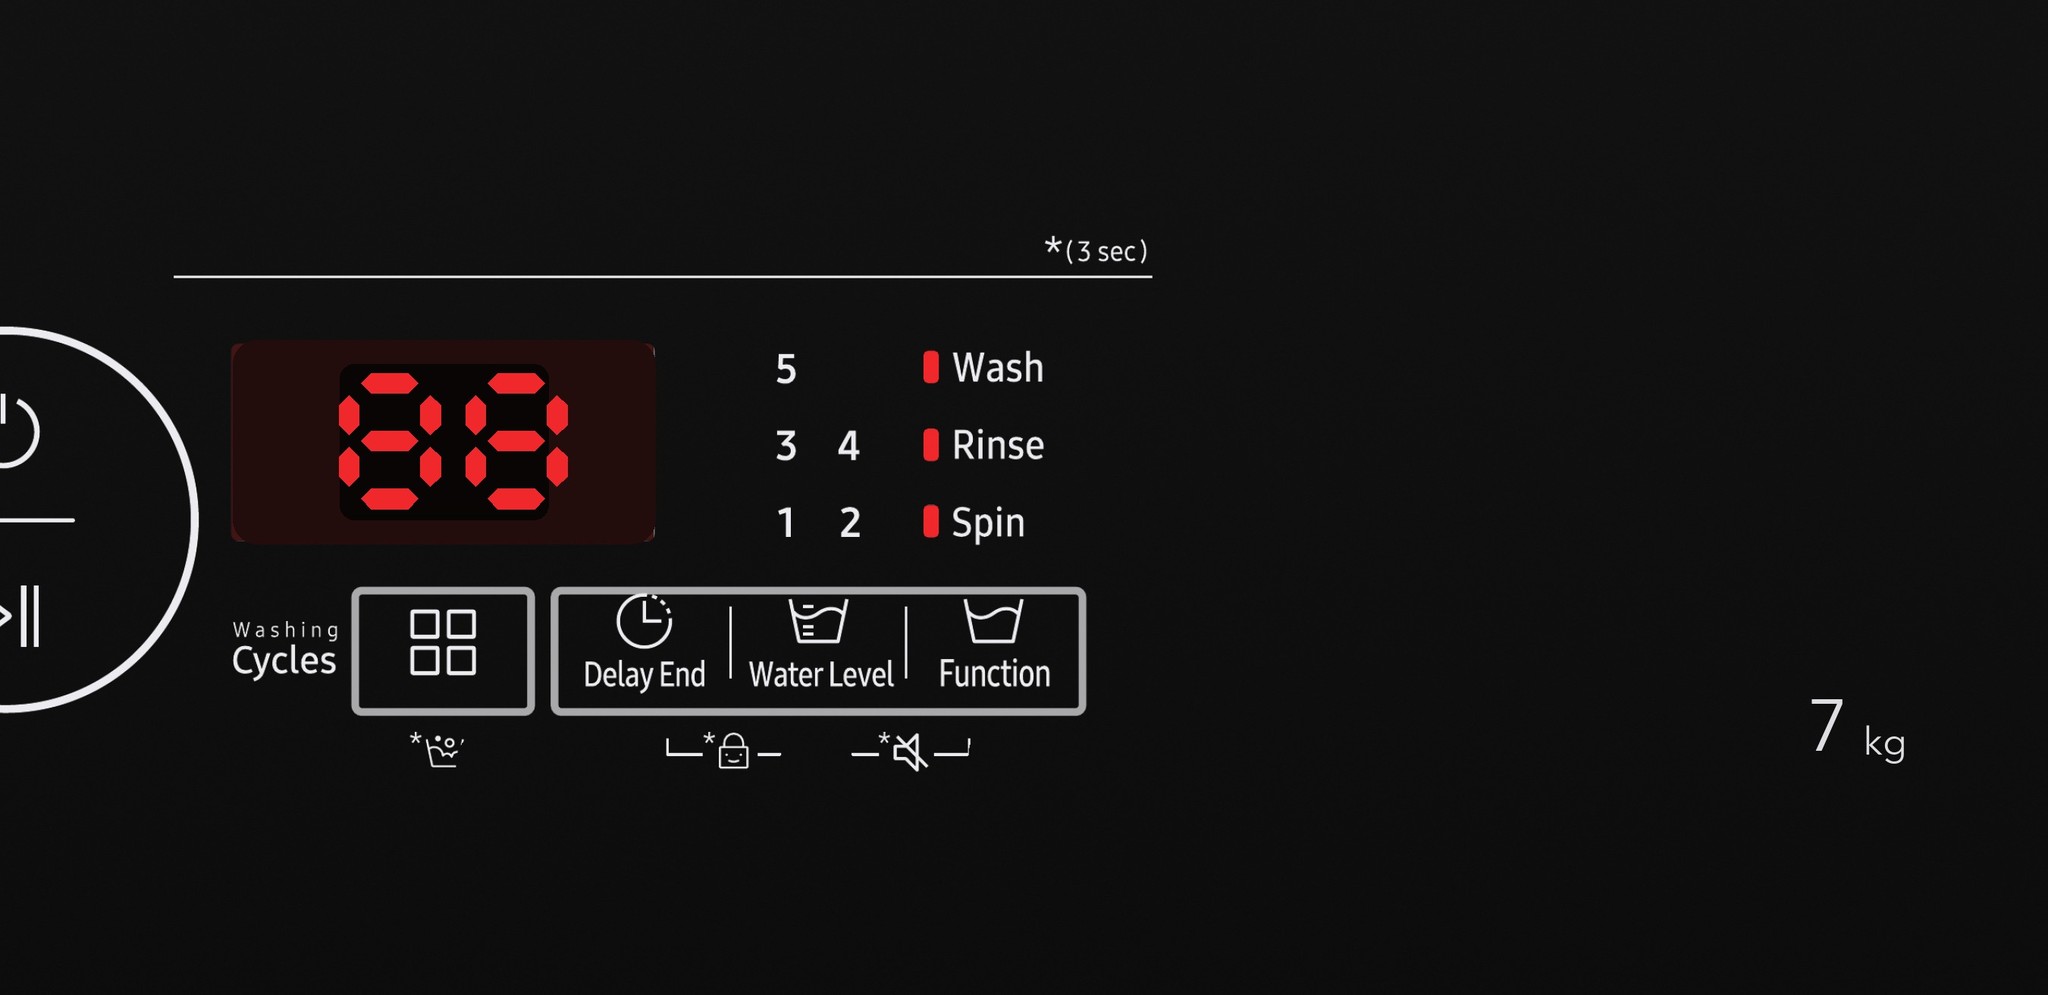 *(3 sec)
88
5 Wash
3 4 Rinse
1 2 Spin
Washing
Cycles
Delay End Water Level Function
* * *
7 kg